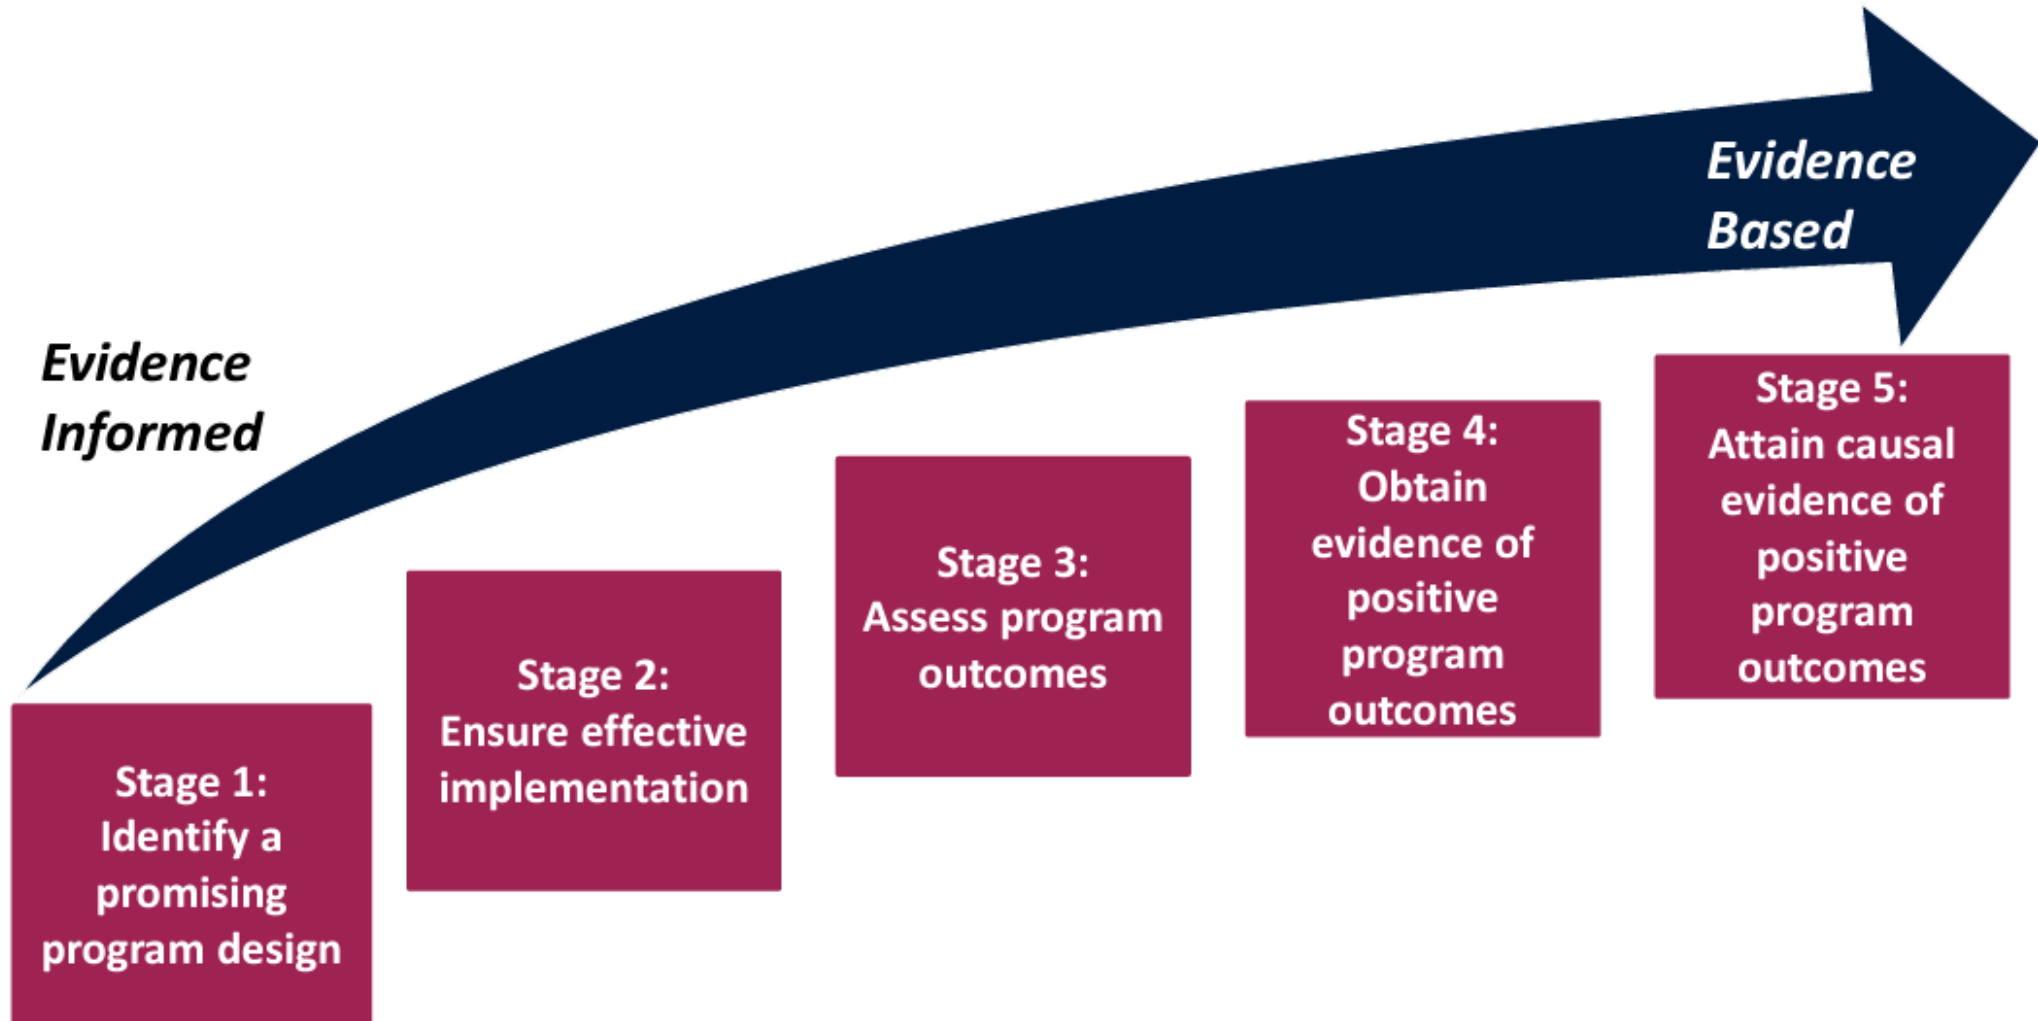 Evidence
Based
Evidence
Informed
Stage 1:
Identify a
promising
program design
Stage 2:
Ensure effective
implementation
Stage 3:
Assess program
outcomes
Stage 4:
Obtain
evidence of
positive
program
outcomes
Stage 5:
Attain causal
evidence of
positive
program
outcomes